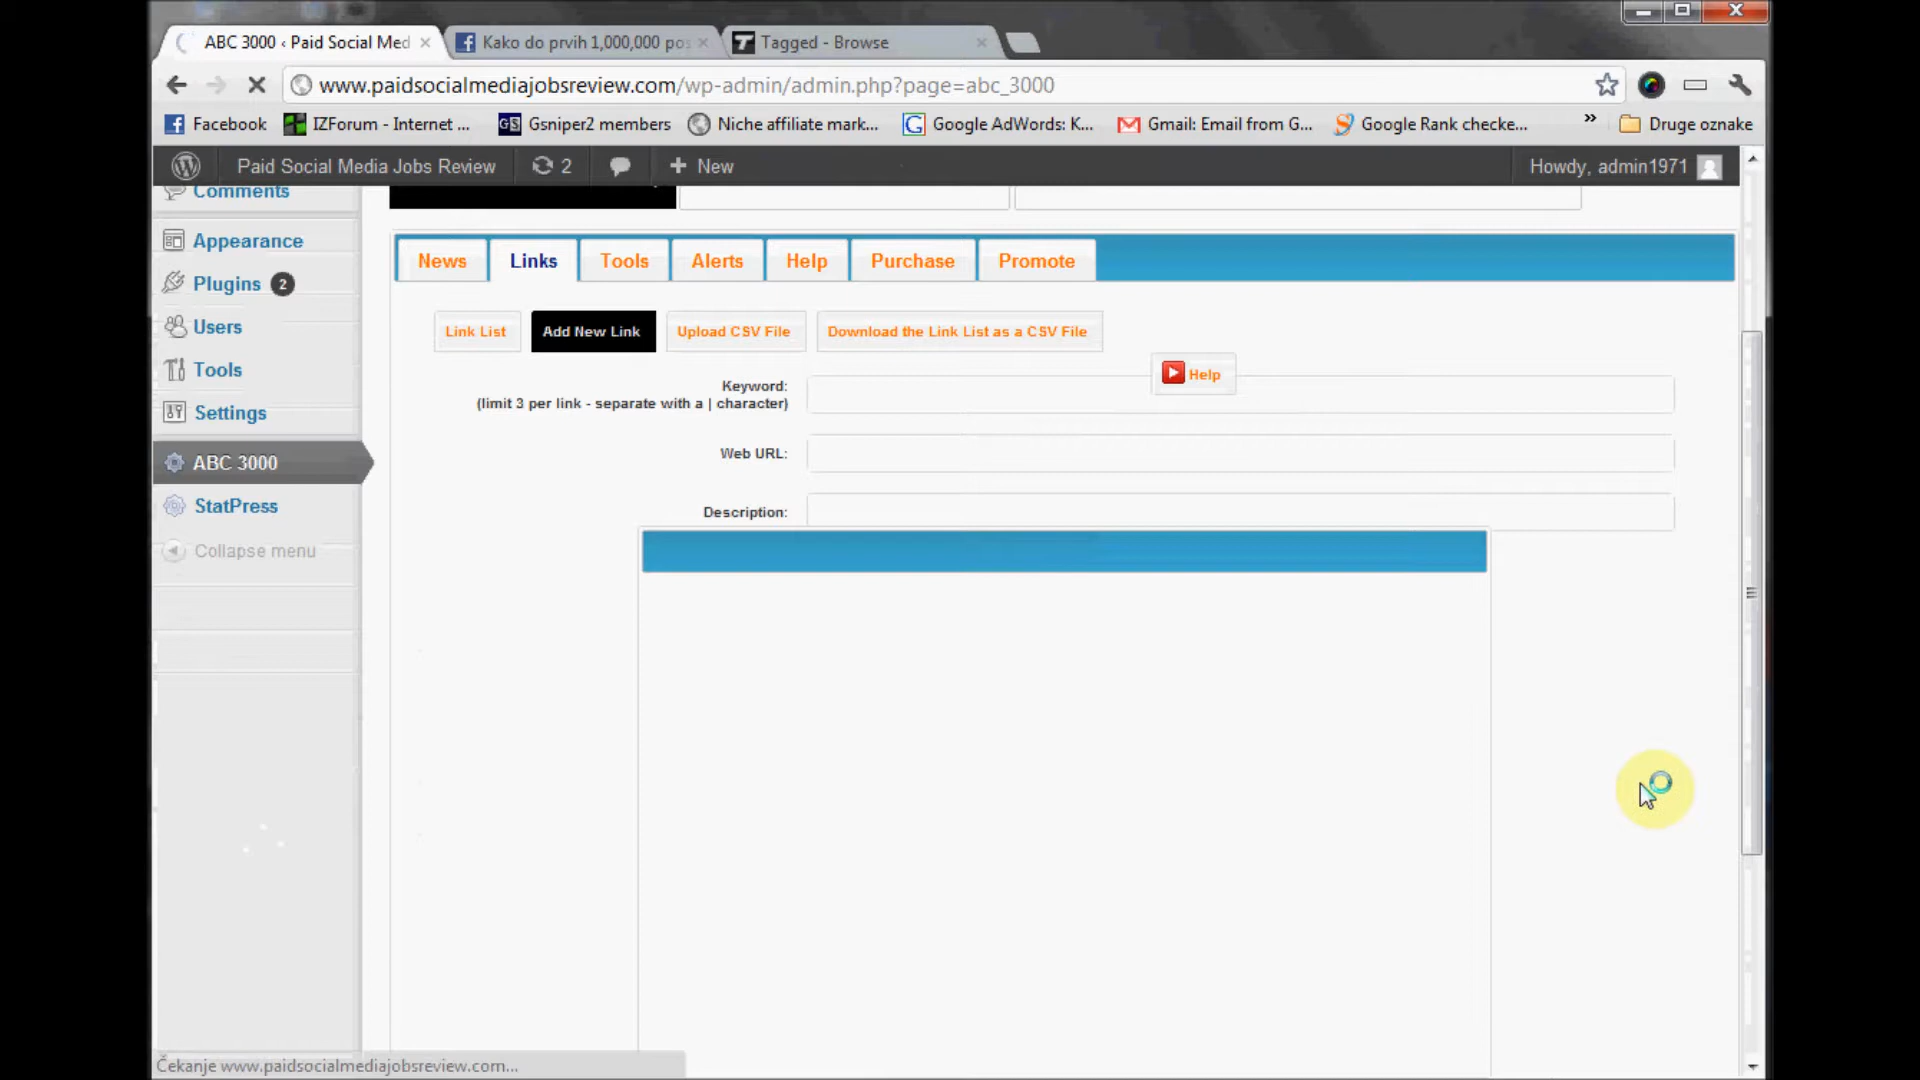 ABC 3000 ‹ Paid Social Med
Kako do prvih 1,000,000 pos
Tagged - Browse
www.paidsocialmediajobsreview.com/wp-admin/admin.php?page=abc_3000
Facebook
IZForum - Internet ...
GS Gsniper2 members
Niche affiliate mark...
Google AdWords: K...
Gmail: Email from G...
Google Rank checke...
»
Druge oznake
Paid Social Media Jobs Review
2
+ New
Howdy, admin1971
Comments
Appearance
Plugins 2
Users
Tools
Settings
ABC 3000
StatPress
Collapse menu
News
Links
Tools
Alerts
Help
Purchase
Promote
Link List
Add New Link
Upload CSV File
Download the Link List as a CSV File
Help
Keyword:
(limit 3 per link - separate with a | character)
Web URL:
Description:
Čekanje www.paidsocialmediajobsreview.com...